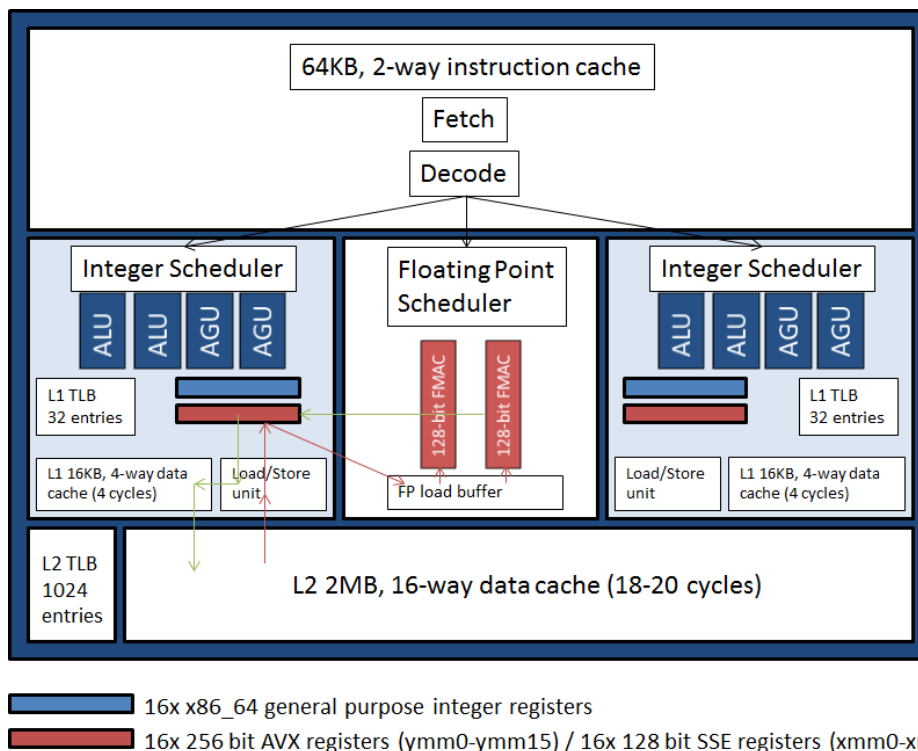 64KB, 2-way instruction cache
Fetch
Decode
Integer Scheduler
ALU
ALU
AGU
AGU
L1 TLB
32 entries
L1 16KB, 4-way data
cache (4 cycles)
Load/Store
unit
Floating Point
Scheduler
128-bit FMAC
128-bit FMAC
FP load buffer
Integer Scheduler
ALU
ALU
AGU
AGU
L1 TLB
32 entries
Load/Store
unit
L1 16KB, 4-way data
cache (4 cycles)
L2 TLB
1024
entries
L2 2MB, 16-way data cache (18-20 cycles)
16x x86_64 general purpose integer registers
16x 256 bit AVX registers (ymm0-ymm15) / 16x 128 bit SSE registers (xmm0-x